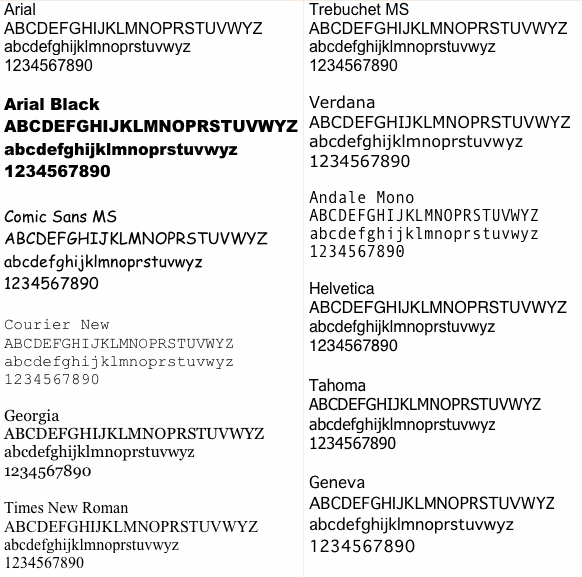 Arial
ABCDEFGHIJKLMNOPRSTUVWYZ
abcdefghijklmnoprstuvwyz
1234567890
Arial Black
ABCDEFGHIJKLMNOPRSTUVWYZ
abcdefghijklmnoprstuvwyz
1234567890
Comic Sans MS
ABCDEFGHIJKLMNOPRSTUVWYZ
abcdefghijklmnoprstuvwyz
1234567890
Courier New
ABCDEFGHIJKLMNOPRSTUVWYZ
abcdefghijklmnoprstuvwyz
1234567890
Georgia
ABCDEFGHIJKLMNOPRSTUVWYZ
abcdefghijklmnoprstuvwyz
1234567890
Times New Roman
ABCDEFGHIJKLMNOPRSTUVWYZ
abcdefghijklmnoprstuvwyz
1234567890
Trebuchet MS
ABCDEFGHIJKLMNOPRSTUVWYZ
abcdefghijklmnoprstuvwyz
1234567890
Verdana
ABCDEFGHIJKLMNOPRSTUVWYZ
abcdefghijklmnoprstuvwyz
1234567890
Andale Mono
ABCDEFGHIJKLMNOPRSTUVWYZ
abcdefghijklmnoprstuvwyz
1234567890
Helvetica
ABCDEFGHIJKLMNOPRSTUVWYZ
abcdefghijklmnoprstuvwyz
1234567890
Tahoma
ABCDEFGHIJKLMNOPRSTUVWYZ
abcdefghijklmnoprstuvwyz
1234567890
Geneva
ABCDEFGHIJKLMNOPRSTUVWYZ
abcdefghijklmnoprstuvwyz
1234567890